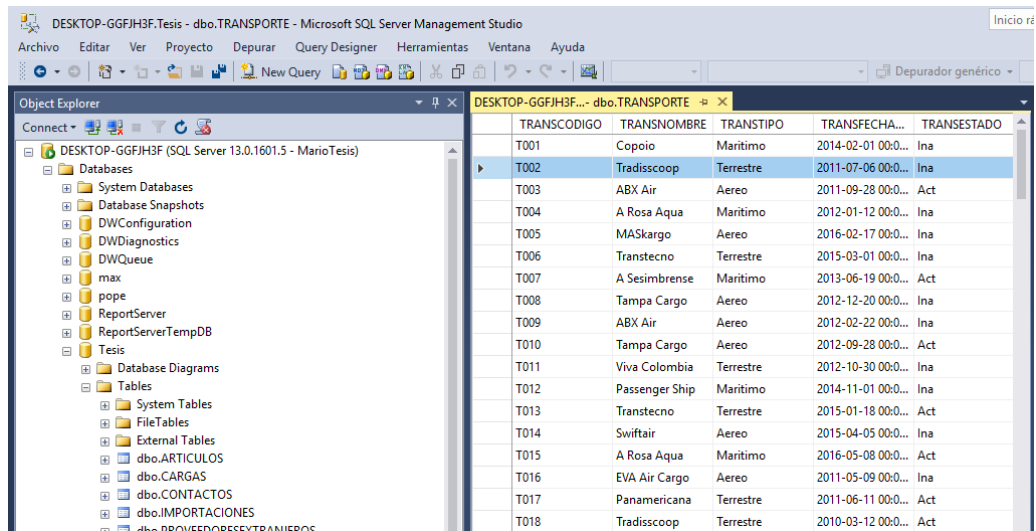 DESKTOP-GGFJH3F.Tesis - dbo.TRANSPORTE - Microsoft SQL Server Management Studio
Inicio rá
Archivo Editar Ver Proyecto Depurar Query Designer Herramientas Ventana Ayuda
New Query Depurador genérico
Object Explorer
Connect
DESKTOP-GGFJH3F (SQL Server 13.0.1601.5 - MarioTesis)
Databases
System Databases
Database Snapshots
DWConfiguration
DWDiagnostics
DWQueue
max
pope
ReportServer
ReportServerTempDB
Tesis
Database Diagrams
Tables
System Tables
FileTables
External Tables
dbo.ARTICULOS
dbo.CARGAS
dbo.CONTACTOS
dbo.IMPORTACIONES
dbo.PROVEEDORESEXTRANJEROS
DESKTOP-GGFJH3F...- dbo.TRANSPORTE
TRANSCODIGO TRANSNOMBRE TRANSTIPO TRANSFECHA... TRANSESTADO
T001 Copoio Maritimo 2014-02-01 00:0... Ina
T002 Tradisscoop Terrestre 2011-07-06 00:0... Ina
T003 ABX Air Aereo 2011-09-28 00:0... Act
T004 A Rosa Aqua Maritimo 2012-01-12 00:0... Ina
T005 MASkargo Aereo 2016-02-17 00:0... Ina
T006 Transtecno Terrestre 2015-03-01 00:0... Ina
T007 A Sesimbrense Maritimo 2013-06-19 00:0... Act
T008 Tampa Cargo Aereo 2012-12-20 00:0... Ina
T009 ABX Air Aereo 2012-02-22 00:0... Ina
T010 Tampa Cargo Aereo 2012-09-28 00:0... Act
T011 Viva Colombia Terrestre 2012-10-30 00:0... Ina
T012 Passenger Ship Maritimo 2014-11-01 00:0... Ina
T013 Transtecno Terrestre 2015-01-18 00:0... Act
T014 Swiftair Aereo 2015-04-05 00:0... Ina
T015 A Rosa Aqua Maritimo 2016-05-08 00:0... Act
T016 EVA Air Cargo Aereo 2011-05-09 00:0... Ina
T017 Panamericana Terrestre 2011-06-11 00:0... Act
T018 Tradisscoop Terrestre 2010-03-12 00:0... Act